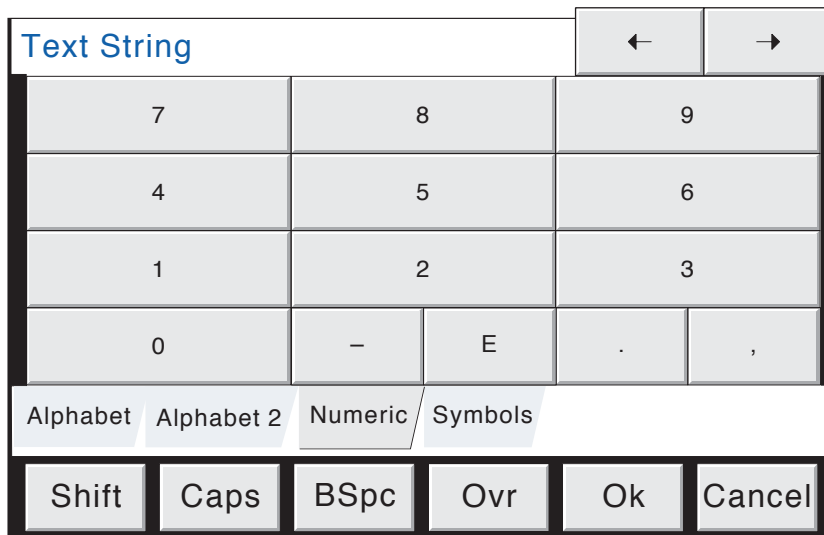 Text String ← →
7 8 9
4 5 6
1 2 3
0 – E . ,
Alphabet Alphabet 2 Numeric Symbols
Shift Caps BSpc Ovr Ok Cancel